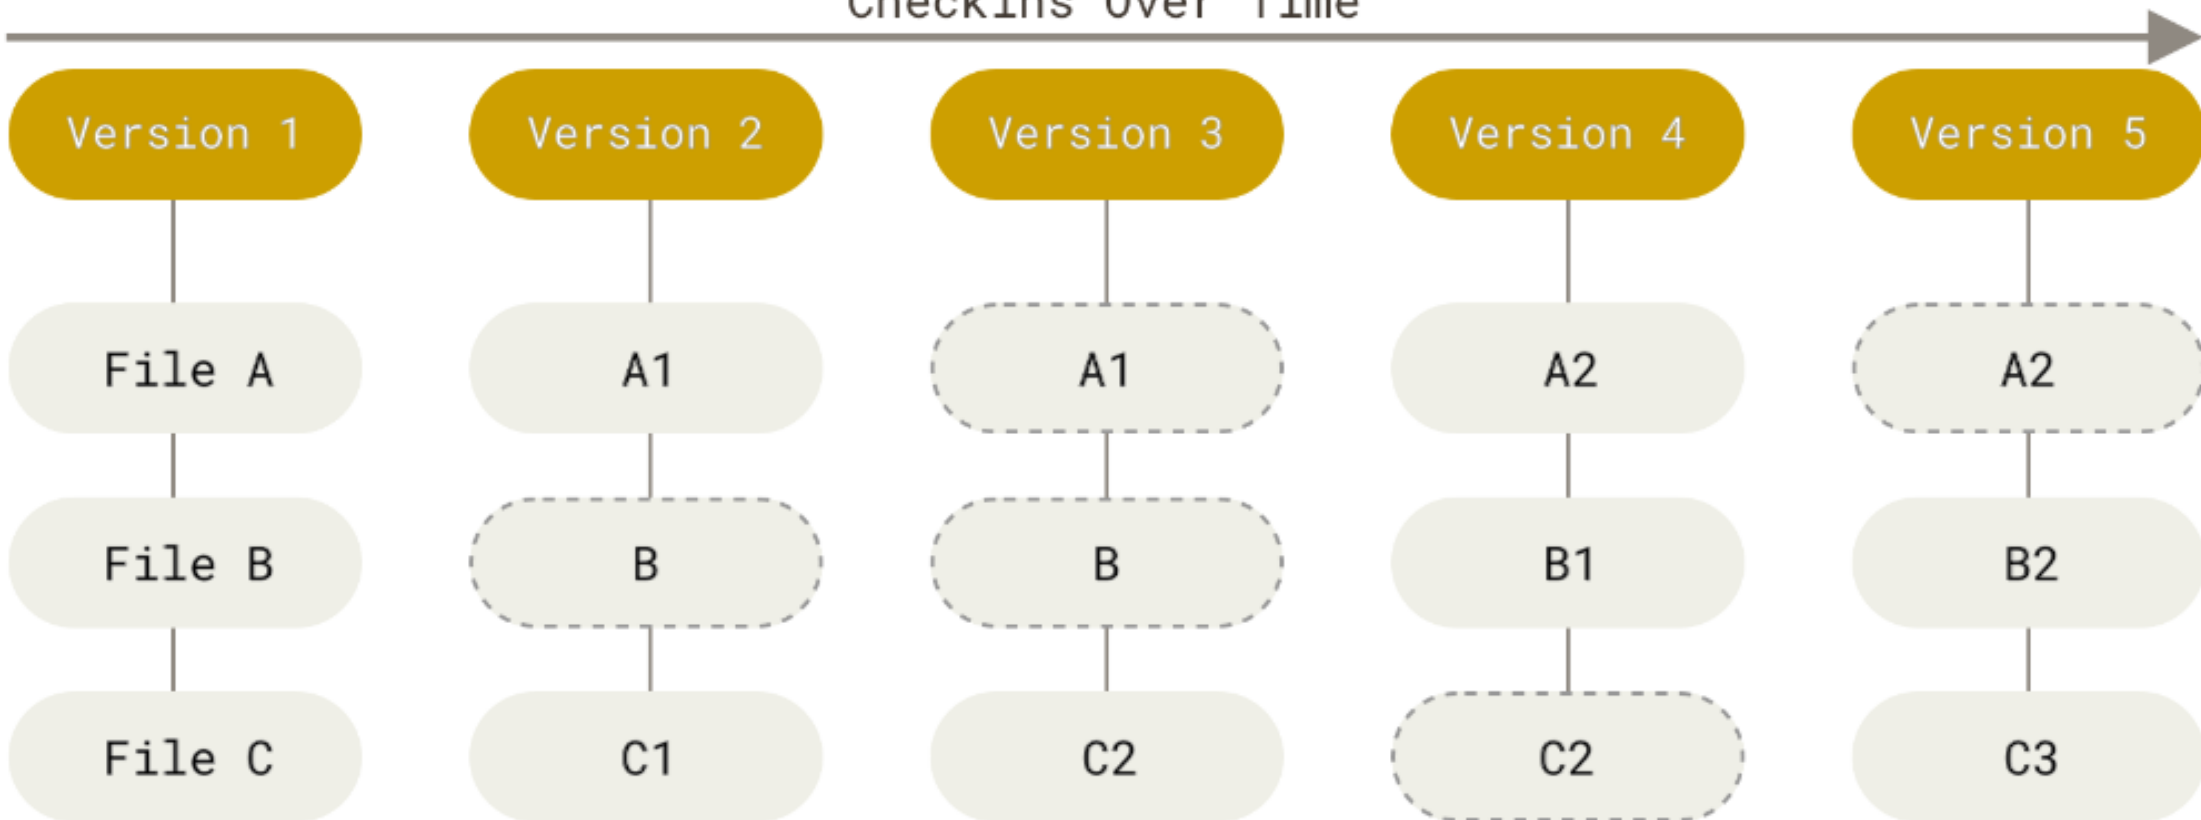 Checkins Over Time
Version 1 Version 2 Version 3 Version 4 Version 5
File A A1 A1 A2 A2
File B B B B1 B2
File C C1 C2 C2 C3